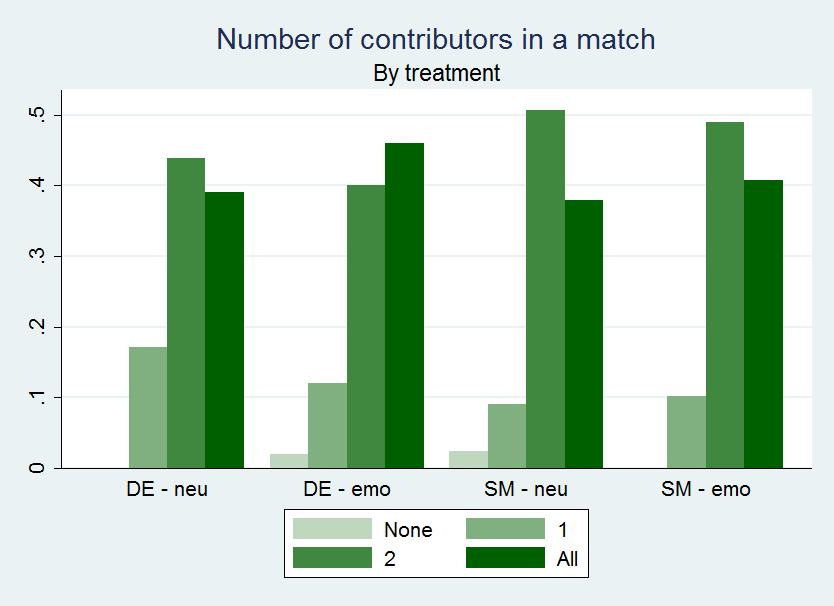 Number of contributors in a match
By treatment
.5
.4
.3
.2
.1
0
DE - neu DE - emo SM - neu SM - emo
None 1
2 All